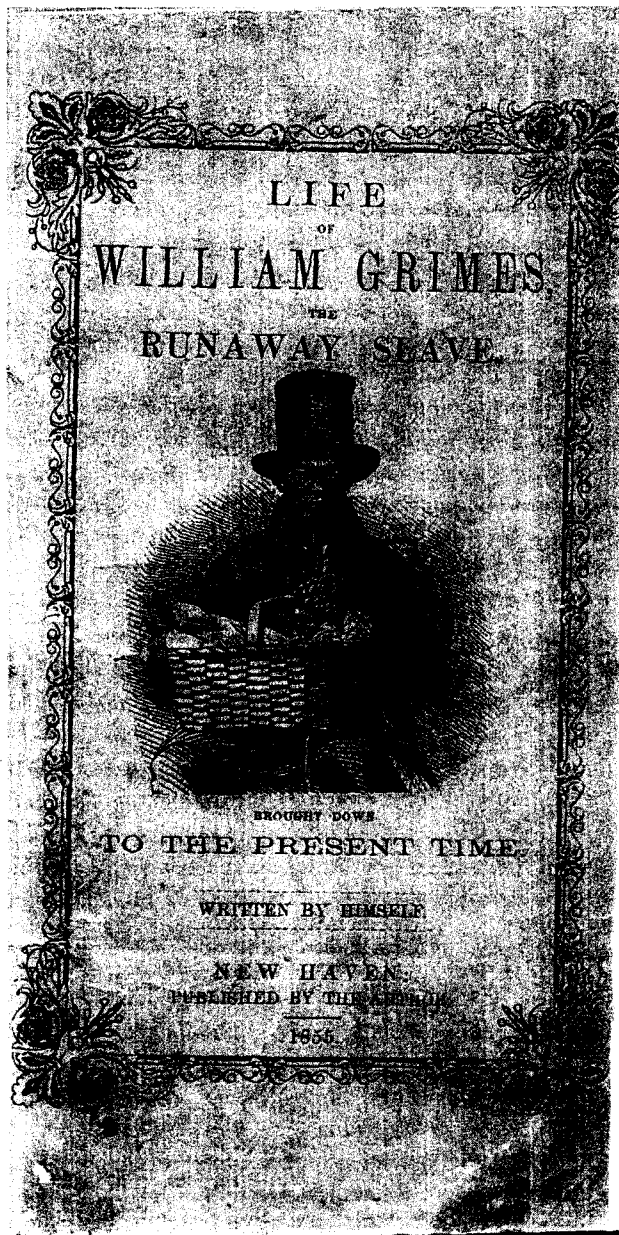 LIFE
OF
WILLIAM GRIMES,
THE
RUNAWAY SLAVE.
BROUGHT DOWN
TO THE PRESENT TIME.
WRITTEN BY HIMSELF.
NEW HAVEN:
PUBLISHED BY THE AUTHOR.
1855.